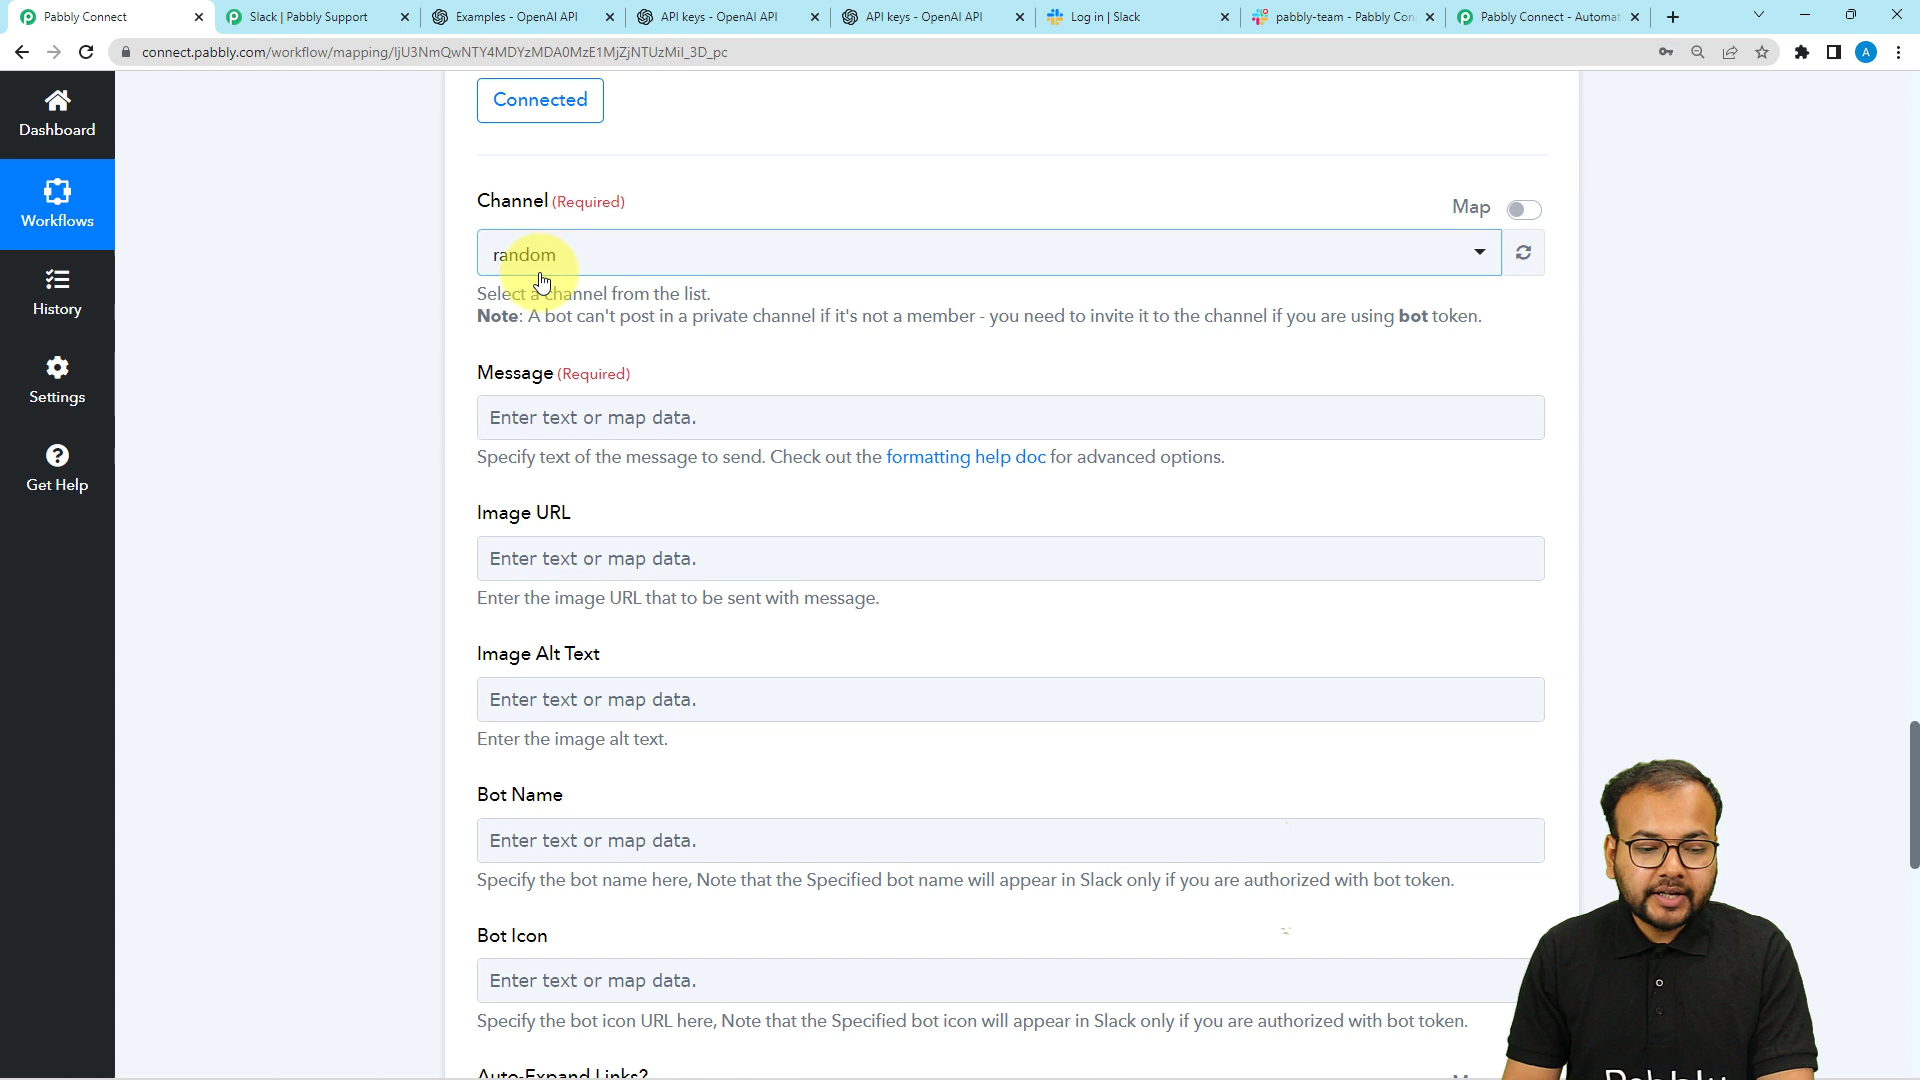 Pabbly Connect
Slack | Pabbly Support
Examples - OpenAI API
API keys - OpenAI API
API keys - OpenAI API
Log in | Slack
pabbly-team - Pabbly Con
Pabbly Connect - Automat
connect.pabbly.com/workflow/mapping/
A
Dashboard
Workflows
History
Settings
Get Help
Connected
Channel (Required)
Map
random
Select a channel from the list.
Note: A bot can't post in a private channel if it's not a member - you need to invite it to the channel if you are using bot token.
Message (Required)
Enter text or map data.
Specify text of the message to send. Check out the formatting help doc for advanced options.
Image URL
Enter text or map data.
Enter the image URL that to be sent with message.
Image Alt Text
Enter text or map data.
Enter the image alt text.
Bot Name
Enter text or map data.
Specify the bot name here, Note that the Specified bot name will appear in Slack only if you are authorized with bot token.
Bot Icon
Enter text or map data.
Specify the bot icon URL here, Note that the Specified bot icon will appear in Slack only if you are authorized with bot token.
Auto-Expand Links?
Pabbly